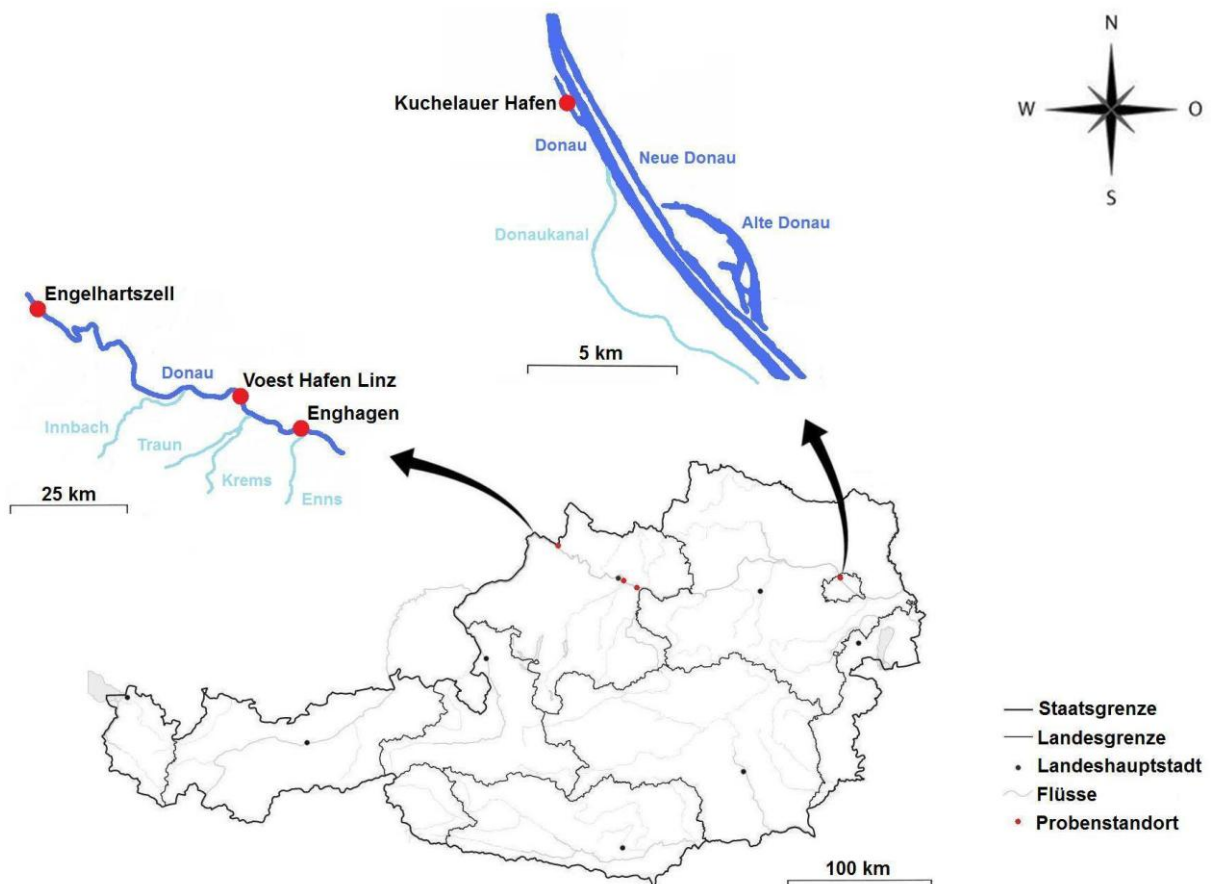 N
W
O
S
Kuchelauer Hafen
Donau
Neue Donau
Alte Donau
Donaukanal
5 km
Engelhartszell
Donau
Voest Hafen Linz
Enghagen
Innbach
Traun
Krems
Enns
25 km
Staatsgrenze
Landesgrenze
Landeshauptstadt
Flüsse
Probenstandort
100 km